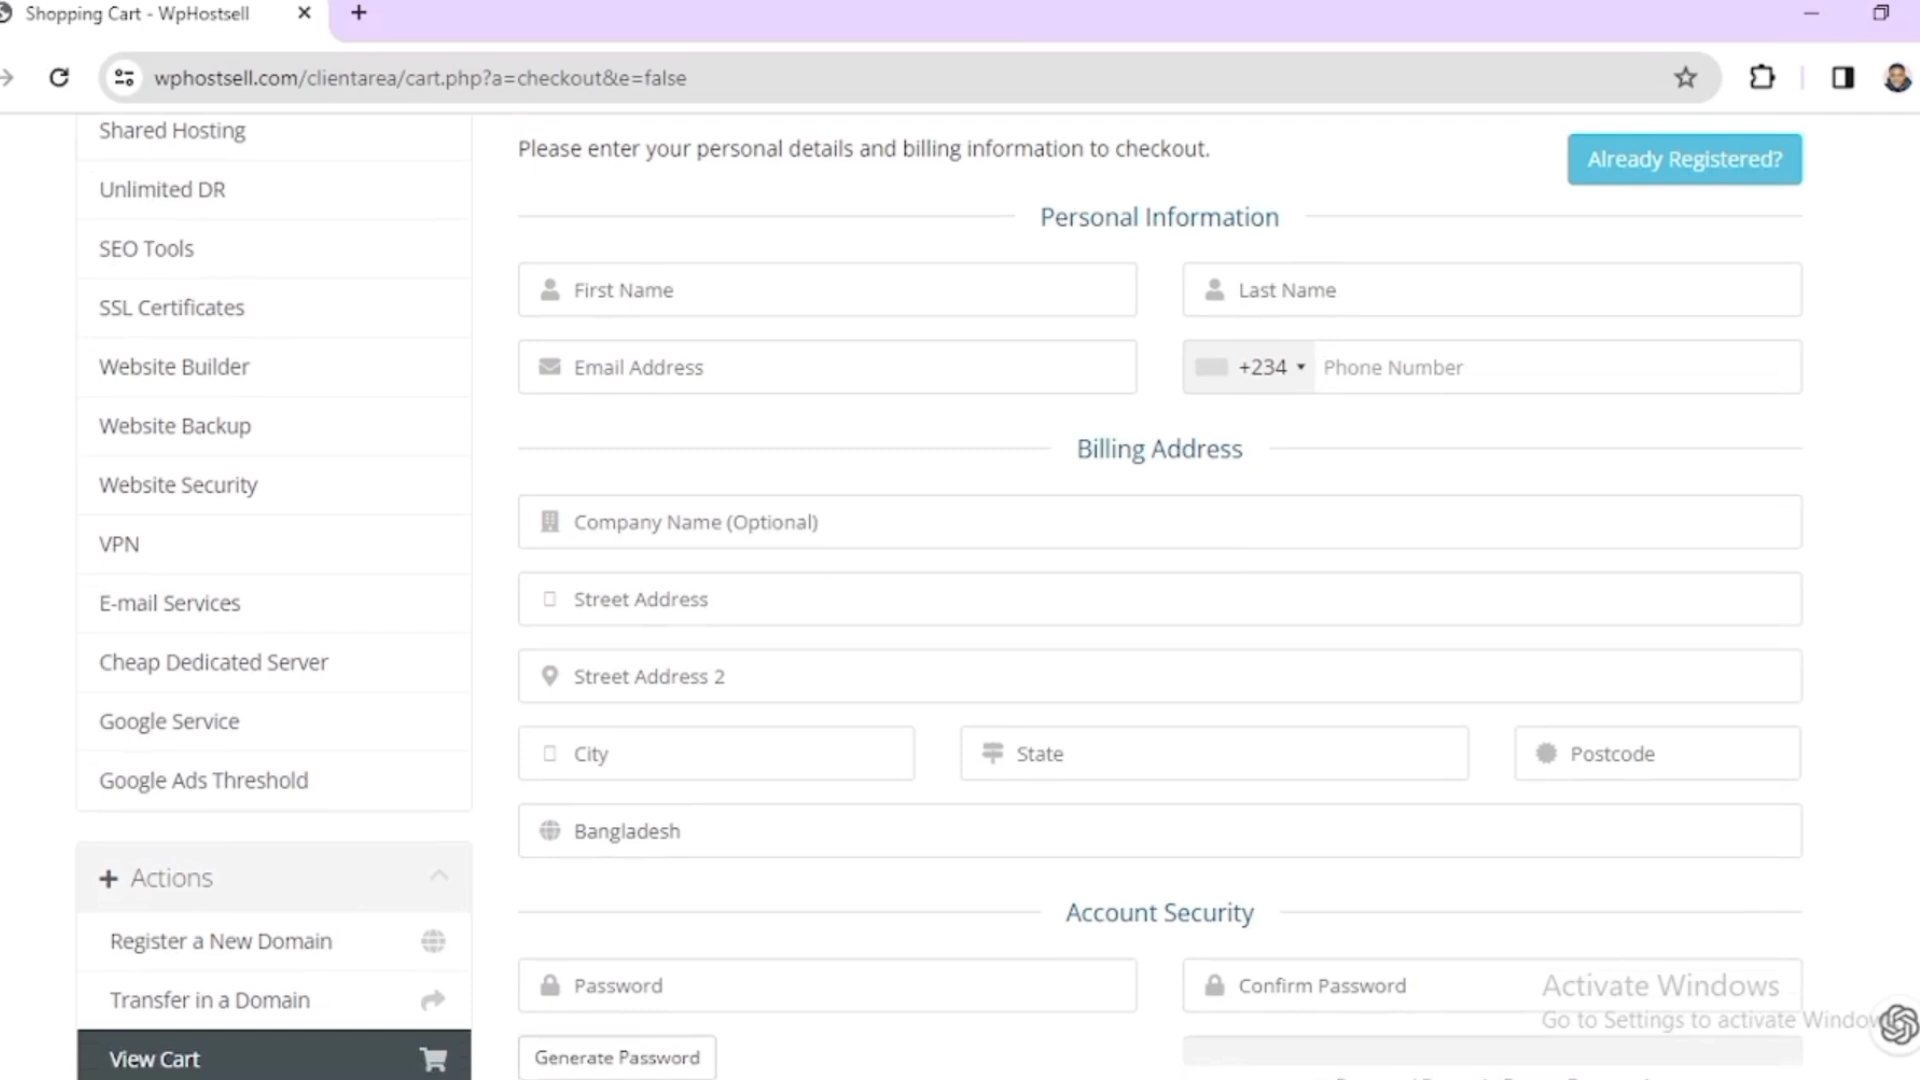 Shopping Cart - WpHostsell
wphostsell.com/clientarea/cart.php?a=checkout&e=false
Shared Hosting
Unlimited DR
SEO Tools
SSL Certificates
Website Builder
Website Backup
Website Security
VPN
E-mail Services
Cheap Dedicated Server
Google Service
Google Ads Threshold
Actions
Register a New Domain
Transfer in a Domain
View Cart
Please enter your personal details and billing information to checkout.
Already Registered?
Personal Information
First Name
Last Name
Email Address
+234
Phone Number
Billing Address
Company Name (Optional)
Street Address
Street Address 2
City
State
Postcode
Bangladesh
Account Security
Password
Confirm Password
Generate Password
Activate Windows
Go to Settings to activate